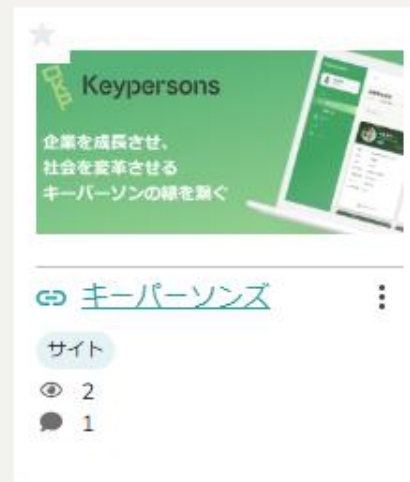 Keypersons
企業を成長させ、
社会を変革させる
キーパーソンの縁を繋ぐ
キーパーソンズ
サイト
2
1